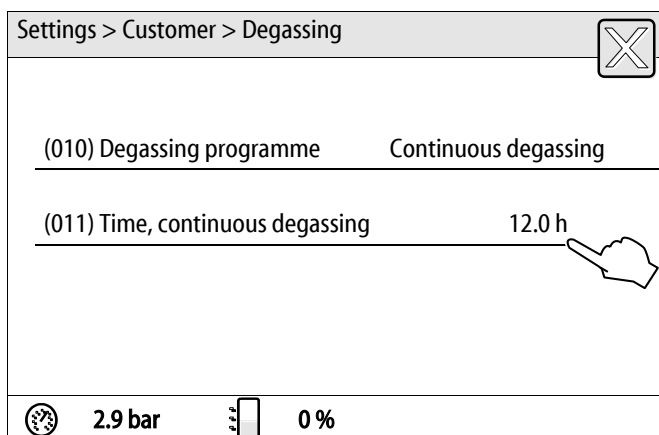 Settings > Customer > Degassing
(010) Degassing programme Continuous degassing
(011) Time, continuous degassing 12.0 h
2.9 bar 0 %